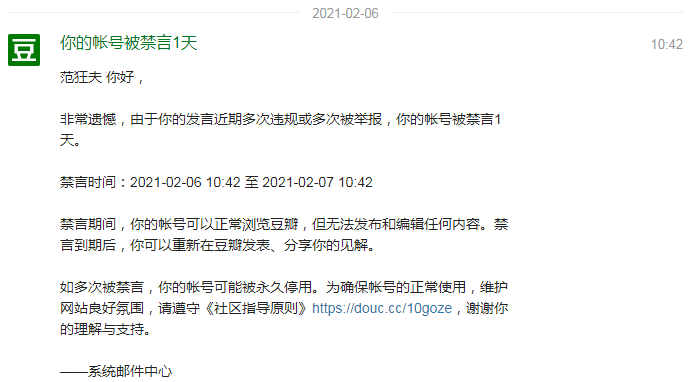 2021-02-06
豆
你的帐号被禁言1天
10:42
范狂夫 你好，
非常遗憾，由于你的发言近期多次违规或多次被举报，你的帐号被禁言1
天。
禁言时间：2021-02-06 10:42 至 2021-02-07 10:42
禁言期间，你的帐号可以正常浏览豆瓣，但无法发布和编辑任何内容。禁
言到期后，你可以重新在豆瓣发表、分享你的见解。
如多次被禁言，你的帐号可能被永久停用。为确保帐号的正常使用，维护
网站良好氛围，请遵守《社区指导原则》https://douc.cc/10goze，谢谢你
的理解与支持。
——系统邮件中心